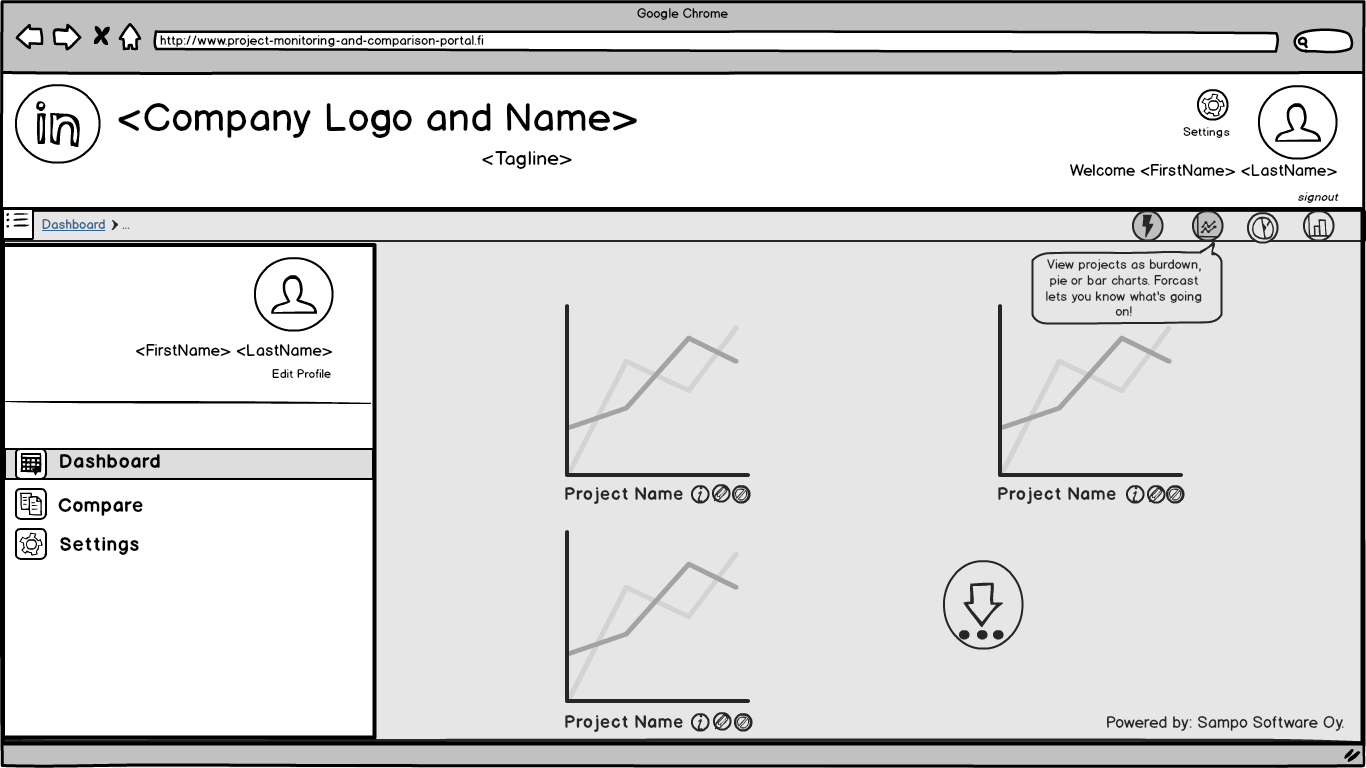 Google Chrome
http://www.project-monitoring-and-comparison-portal.fi
in
<Company Logo and Name>
<Tagline>
Settings
Welcome <FirstName> <LastName>
signout
Dashboard ❯ ...
View projects as burdown,
pie or bar charts. Forcast
lets you know what's going
on!
<FirstName> <LastName>
Edit Profile
Dashboard
Compare
Settings
Project Name i
Project Name i
Project Name i
Powered by: Sampo Software Oy.